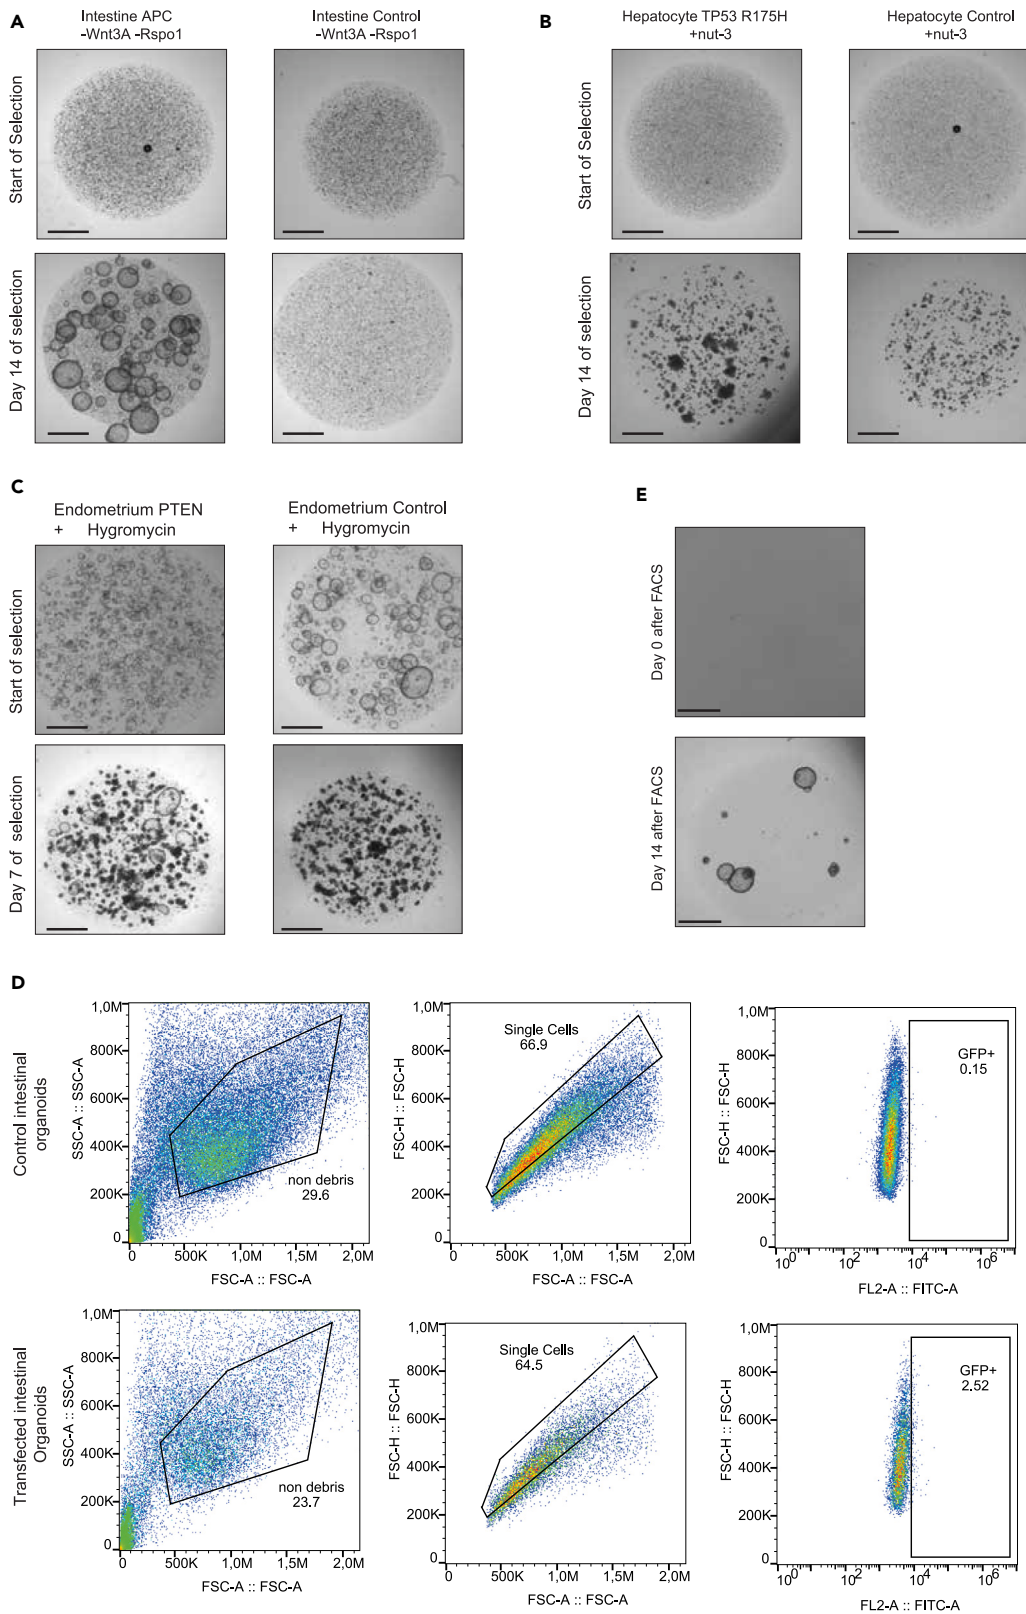 A
Intestine APC
-Wnt3A -Rspo1
Intestine Control
-Wnt3A -Rspo1
Start of Selection
Day 14 of selection
B
Hepatocyte TP53 R175H
+nut-3
Hepatocyte Control
+nut-3
Start of Selection
Day 14 of selection
C
Endometrium PTEN
+ Hygromycin
Endometrium Control
+ Hygromycin
Start of selection
Day 7 of selection
E
Day 0 after FACS
Day 14 after FACS
D
Control intestinal
organoids
1,0M
800K
600K
400K
200K
0
SSC-A :: SSC-A
non debris
29.6
0 500K 1,0M 1,5M 2,0M
FSC-A :: FSC-A
1,0M
800K
600K
400K
200K
0
FSC-H :: FSC-H
Single Cells
66.9
0 500K 1,0M 1,5M 2,0M
FSC-A :: FSC-A
1,0M
800K
600K
400K
200K
0
FSC-H :: FSC-H
GFP+
0.15
10^0 10^2 10^4 10^6
FL2-A :: FITC-A
Transfected intestinal
Organoids
1,0M
800K
600K
400K
200K
0
SSC-A :: SSC-A
non debris
23.7
0 500K 1,0M 1,5M 2,0M
FSC-A :: FSC-A
1,0M
800K
600K
400K
200K
0
FSC-H :: FSC-H
Single Cells
64.5
0 500K 1,0M 1,5M 2,0M
FSC-A :: FSC-A
1,0M
800K
600K
400K
200K
0
FSC-H :: FSC-H
GFP+
2.52
10^0 10^2 10^4 10^6
FL2-A :: FITC-A